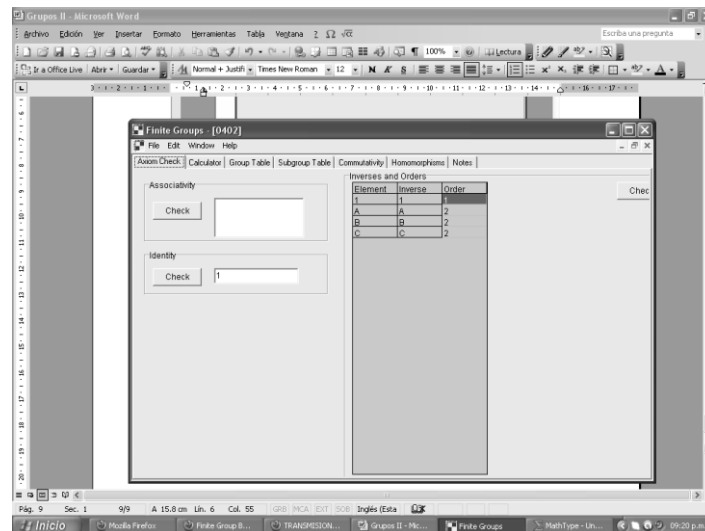 Grupos II - Microsoft Word
Archivo Edición Ver Insertar Formato Herramientas Tabla Ventana ? Ω √α
Escriba una pregunta
100% Lectura
Ir a Office Live Abrir Guardar Normal + Justifi Times New Roman 12 N K S
Finite Groups - [0402]
File Edit Window Help
Axiom Check Calculator Group Table Subgroup Table Commutativity Homomorphisms Notes
Associativity
Check
Identity
Check 1
Inverses and Orders
Element Inverse Order
1 1 1
A A 2
B B 2
C C 2
Chec
Pág. 9 Sec. 1 9/9 A 15.8 cm Lín. 6 Col. 55 GRB MCA EXT SOB Inglés (Esta
Inicio Mozilla Firefox Finite Group B... TRANSMISION... Grupos II - Mic... Finite Groups MathType - Un... 09:20 p.m.